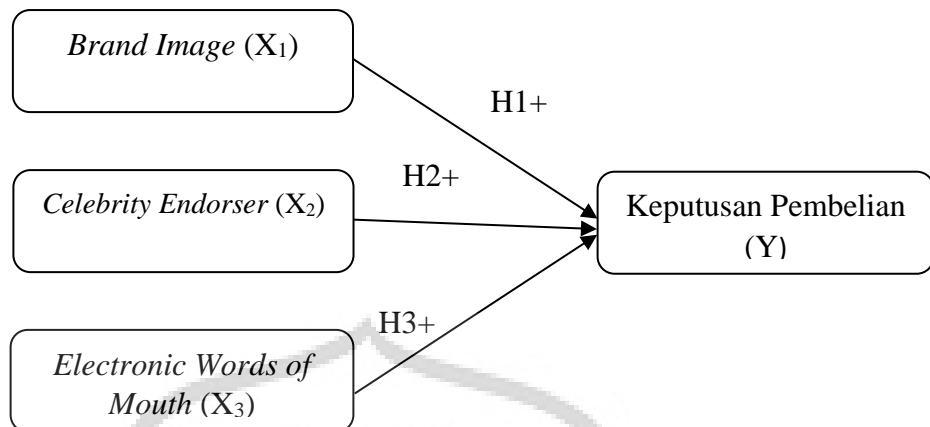 Brand Image (X₁)
H1+
H2+
Celebrity Endorser (X₂)
Keputusan Pembelian
(Y)
H3+
Electronic Words of
Mouth (X₃)